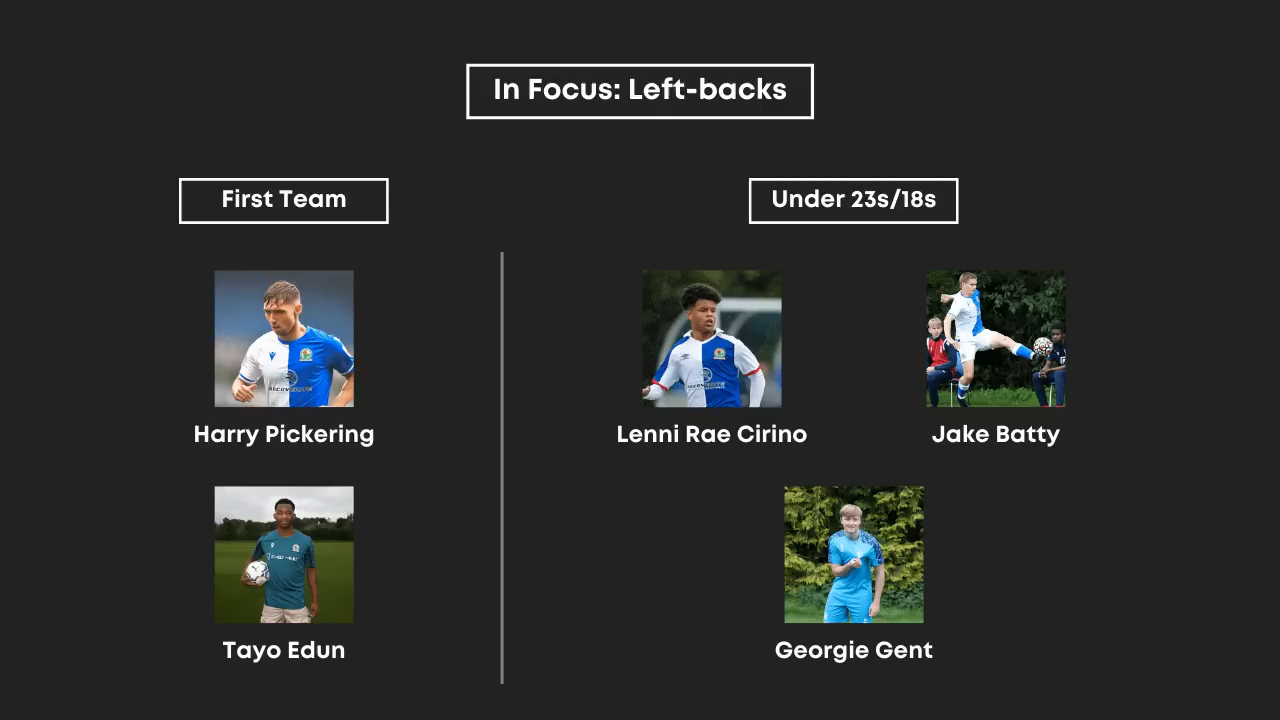 In Focus: Left-backs
First Team
Under 23s/18s
Harry Pickering
Lenni Rae Cirino
Jake Batty
Tayo Edun
Georgie Gent